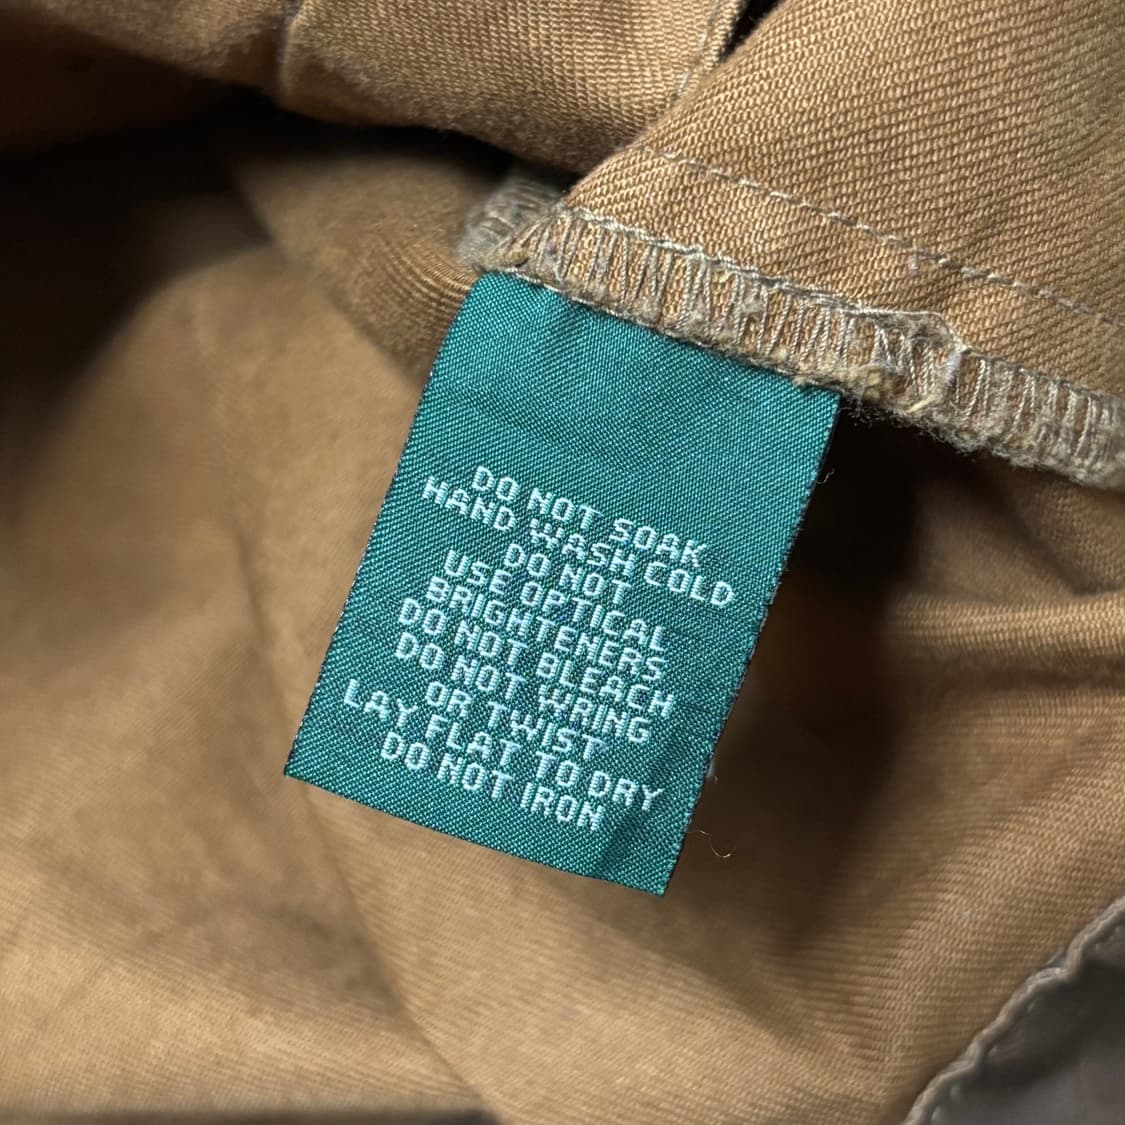 DO NOT SOAK
HAND WASH COLD
DO NOT
USE OPTICAL
BRIGHTENERS
DO NOT BLEACH
DO NOT WRING
OR TWIST
LAY FLAT TO DRY
DO NOT IRON